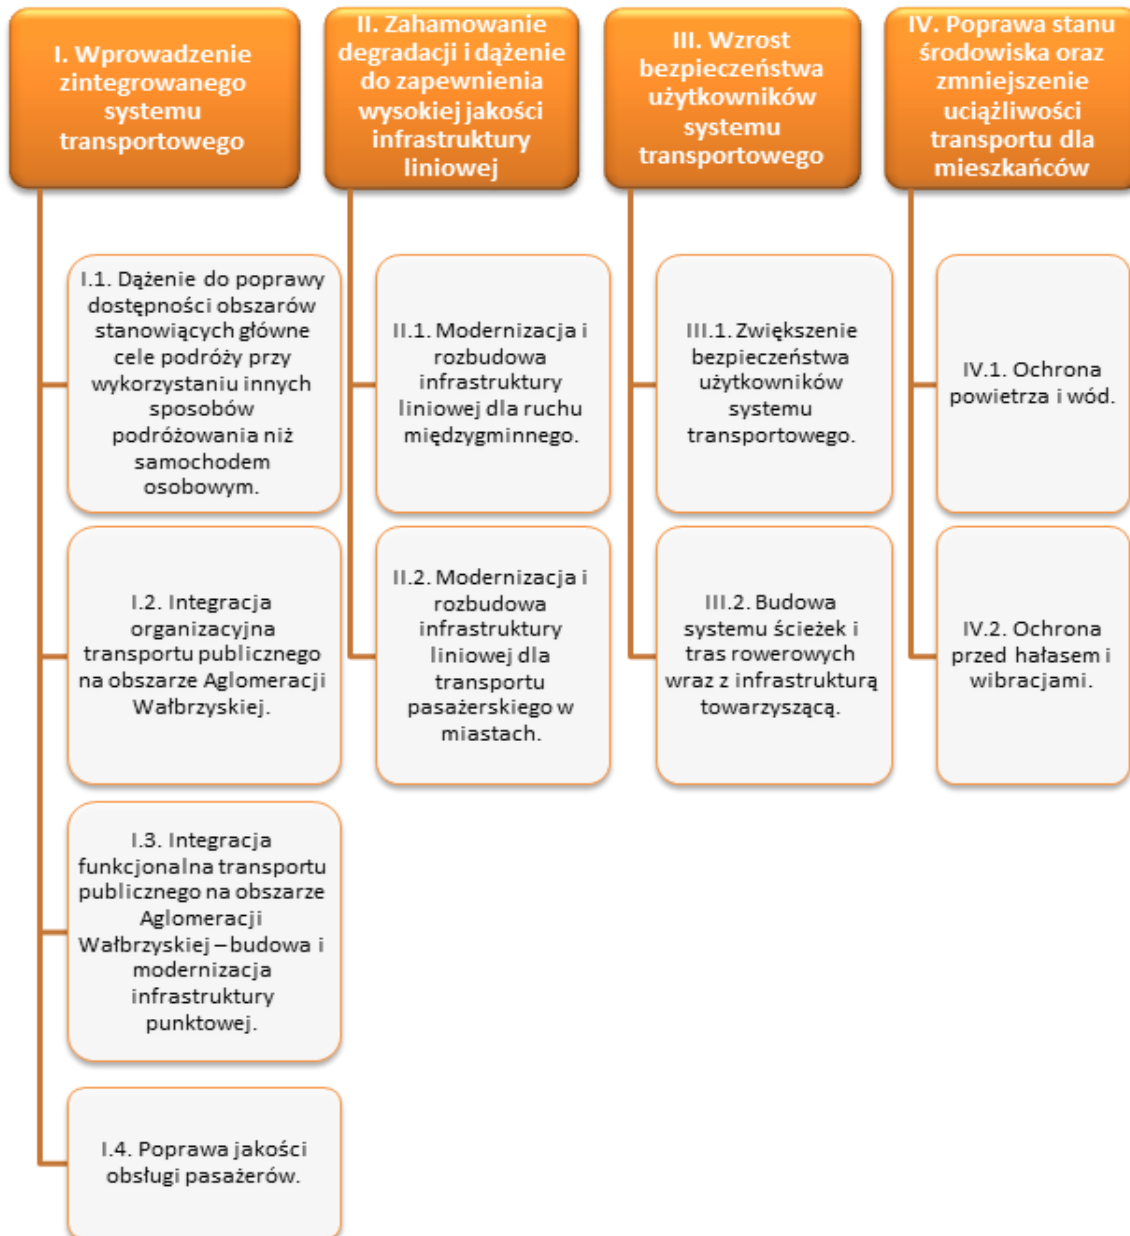 I. Wprowadzenie
zintegrowanego
systemu
transportowego
I.1. Dążenie do poprawy
dostępności obszarów
stanowiących główne
cele podróży przy
wykorzystaniu innych
sposobów
podróżowania niż
samochodem
osobowym.
I.2. Integracja
organizacyjna
transportu publicznego
na obszarze Aglomeracji
Wałbrzyskiej.
I.3. Integracja
funkcjonalna transportu
publicznego na obszarze
Aglomeracji
Wałbrzyskiej – budowa i
modernizacja
infrastruktury
punktowej.
I.4. Poprawa jakości
obsługi pasażerów.
II. Zahamowanie
degradacji i dążenie
do zapewnienia
wysokiej jakości
infrastruktury
liniowej
II.1. Modernizacja i
rozbudowa
infrastruktury
liniowej dla ruchu
międzygminnego.
II.2. Modernizacja i
rozbudowa
infrastruktury
liniowej dla
transportu
pasażerskiego w
miastach.
III. Wzrost
bezpieczeństwa
użytkowników
systemu
transportowego
III.1. Zwiększenie
bezpieczeństwa
użytkowników
systemu
transportowego.
III.2. Budowa
systemu ścieżek i
tras rowerowych
wraz z infrastrukturą
towarzyszącą.
IV. Poprawa stanu
środowiska oraz
zmniejszenie
uciążliwości
transportu dla
mieszkańców
IV.1. Ochrona
powietrza i wód.
IV.2. Ochrona
przed hałasem i
wibracjami.